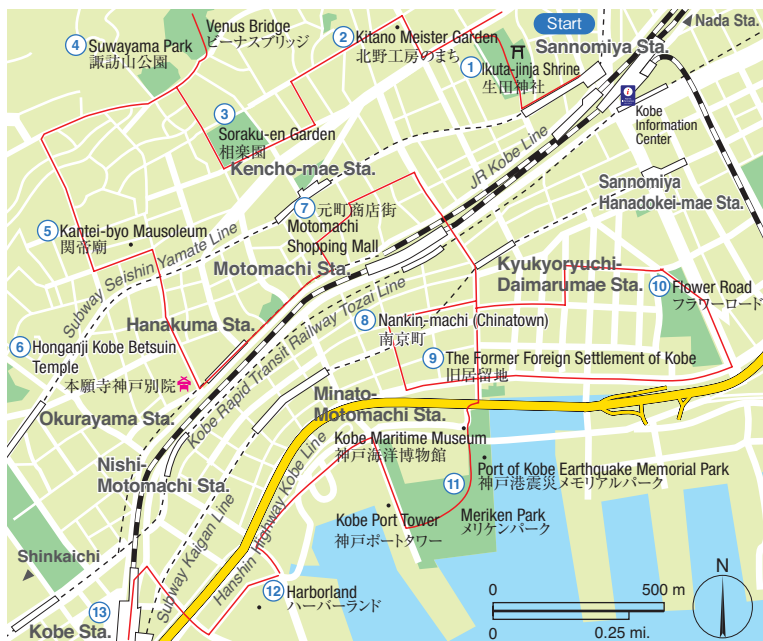 Start
Nada Sta.
Sannomiya Sta.
Venus Bridge
ビーナスブリッジ
4
Suwayama Park
諏訪山公園
2
Kitano Meister Garden
北野工房のまち
1
Ikuta-jinja Shrine
生田神社
i
Kobe
Information
Center
3
Soraku-en Garden
相楽園
Kencho-mae Sta.
JR Kobe Line
Sannomiya
Hanadokei-mae Sta.
7
元町商店街
Motomachi
Shopping Mall
5
Kantei-byo Mausoleum
関帝廟
Subway Seishin Yamate Line
Motomachi Sta.
Kyukyoryuchi-
Daimarumae Sta.
10
Flower Road
フラワーロード
Hanakuma Sta.
Kobe Rapid Transit Railway Tozai Line
8
Nankin-machi (Chinatown)
南京町
6
Honganji Kobe Betsuin
Temple
本願寺神戸別院
9
The Former Foreign Settlement of Kobe
旧居留地
Minato-
Motomachi Sta.
Okurayama Sta.
Kobe Maritime Museum
神戸海洋博物館
Nishi-
Motomachi Sta.
Port of Kobe Earthquake Memorial Park
神戸港震災メモリアルパーク
11
Meriken Park
メリケンパーク
Kobe Port Tower
神戸ポートタワー
Hanshin Highway Kobe Line
Subway Kaigan Line
Shinkaichi
12
Harborland
ハーバーランド
13
Kobe Sta.
N
0
500 m
0
0.25 mi.